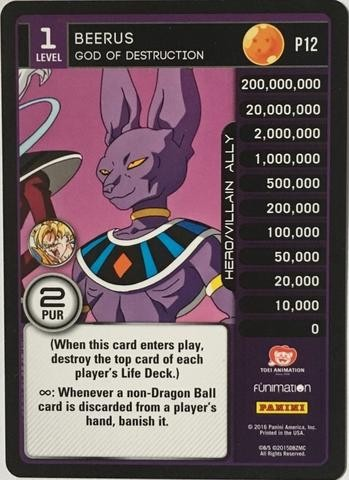 1
LEVEL
BEERUS
GOD OF DESTRUCTION
P12
200,000,000
20,000,000
2,000,000
1,000,000
500,000
200,000
100,000
50,000
20,000
10,000
0
HERO/VILLAIN ALLY
2
PUR
(When this card enters play,
destroy the top card of each
player's Life Deck.)
∞: Whenever a non-Dragon Ball
card is discarded from a player's
hand, banish it.
TOEI ANIMATION
FUNIMATION
PANINI
© 2016 Panini America, Inc.
Printed in the USA.
©B/S ©2015DBZMC
All Rights Reserved.